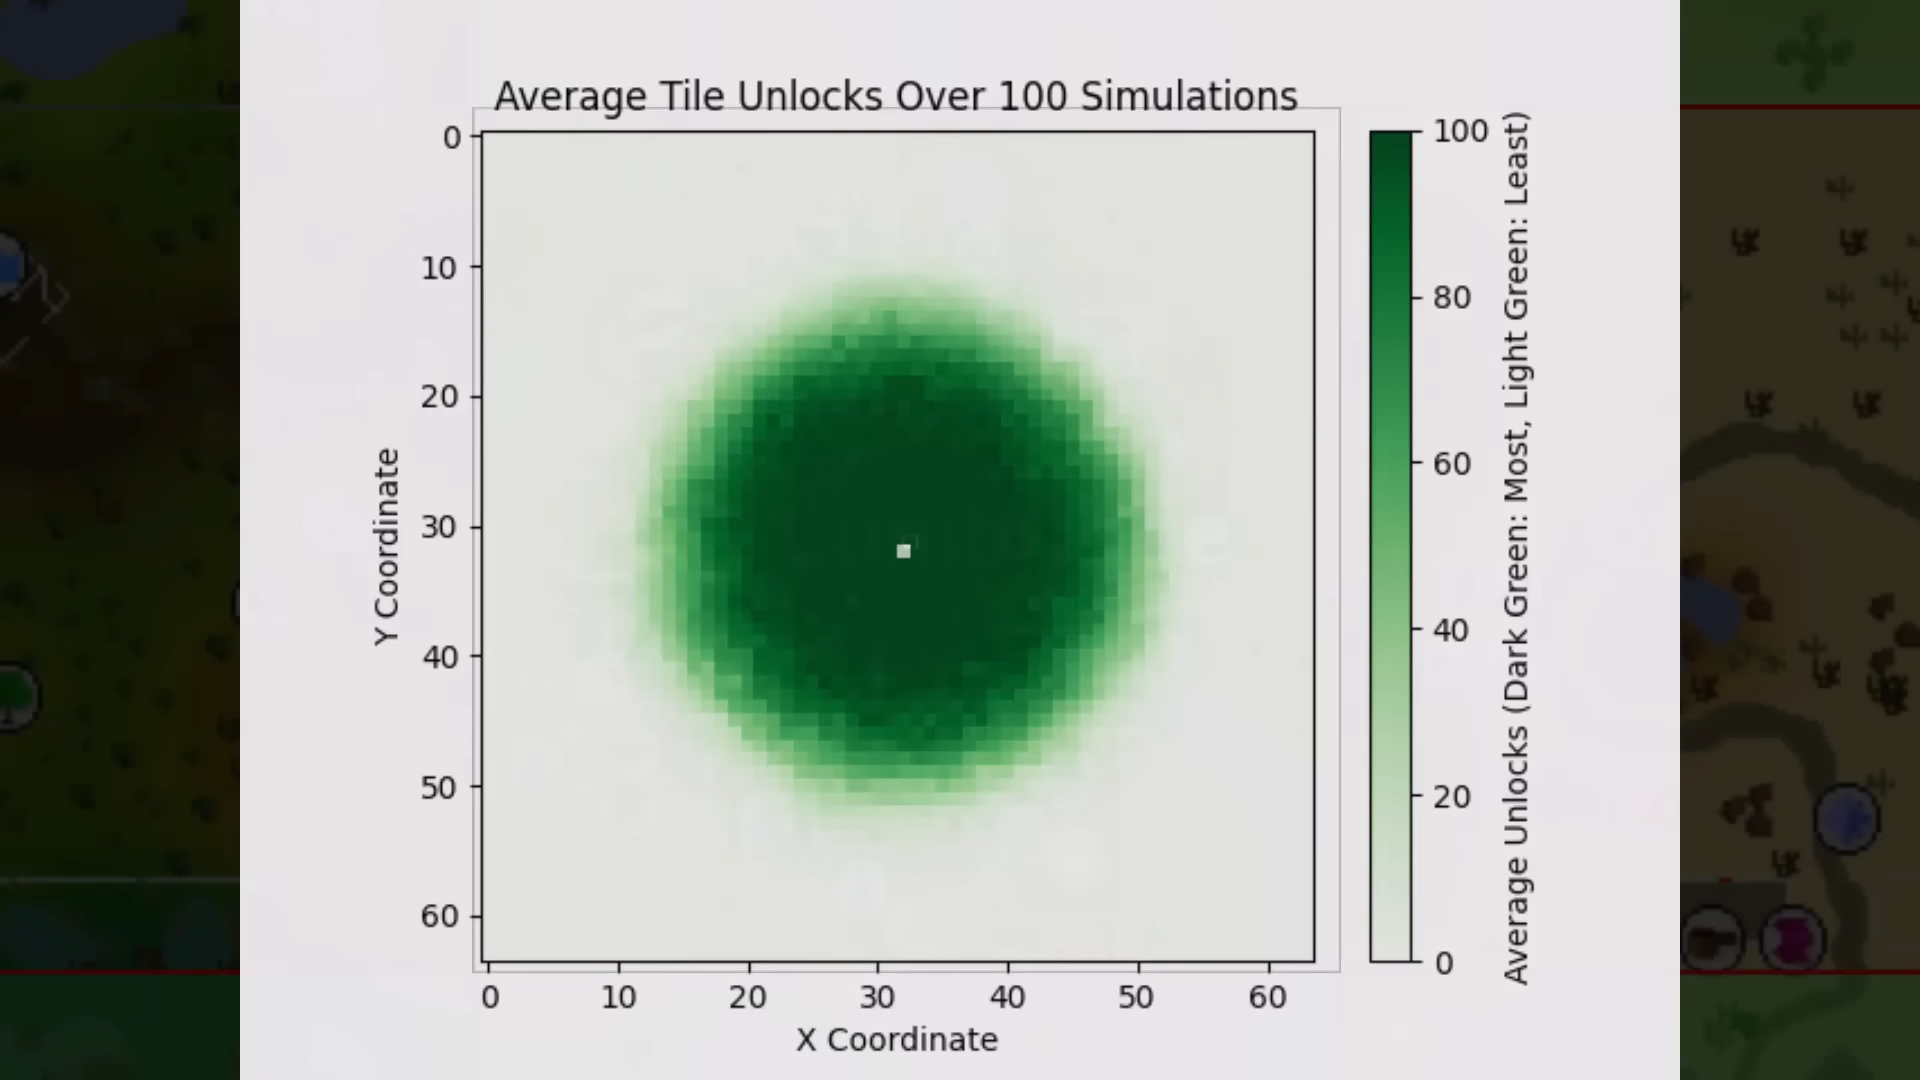 Average Tile Unlocks Over 100 Simulations
0
10
20
30
40
50
60
Y Coordinate
0 10 20 30 40 50 60
X Coordinate
100
80
60
40
20
0
Average Unlocks (Dark Green: Most, Light Green: Least)